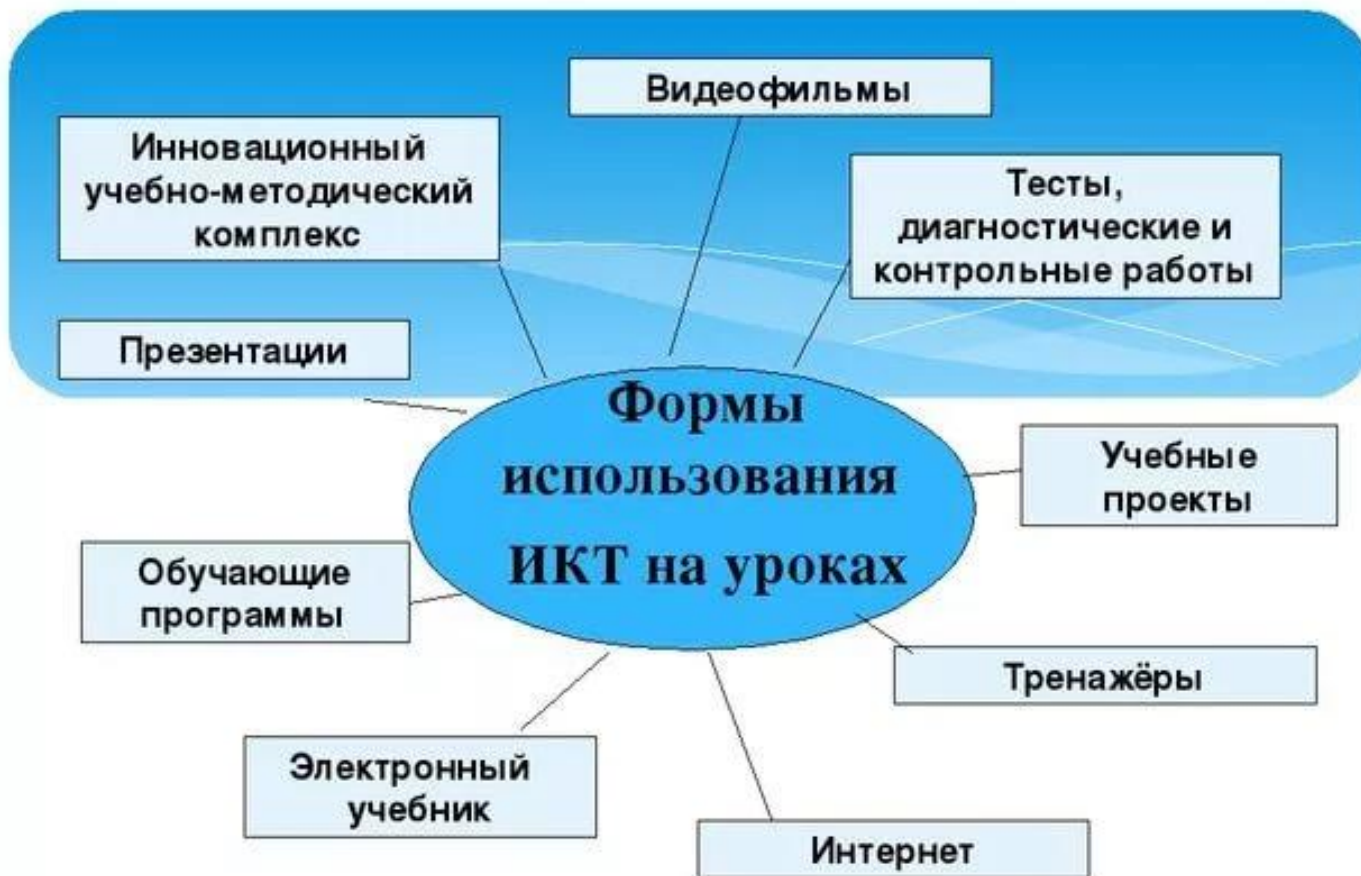 Видеофильмы
Инновационный
учебно-методический
комплекс
Тесты,
диагностические и
контрольные работы
Презентации
Формы
использования
ИКТ на уроках
Учебные
проекты
Обучающие
программы
Тренажёры
Электронный
учебник
Интернет